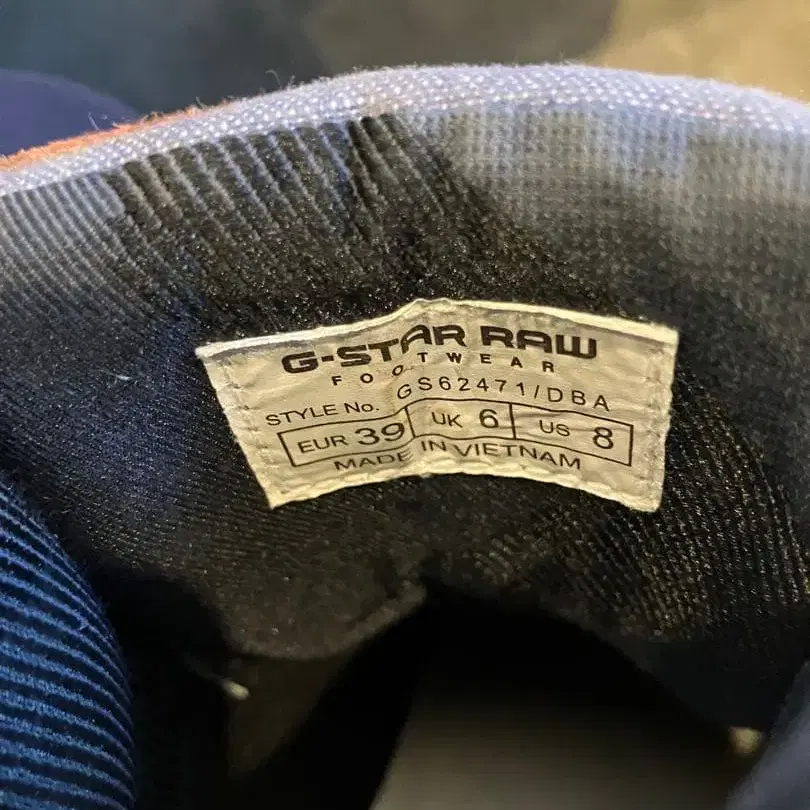 G-STAR RAW
FOOTWEAR
STYLE No. GS62471/DBA
EUR 39 UK 6 US 8
MADE IN VIETNAM